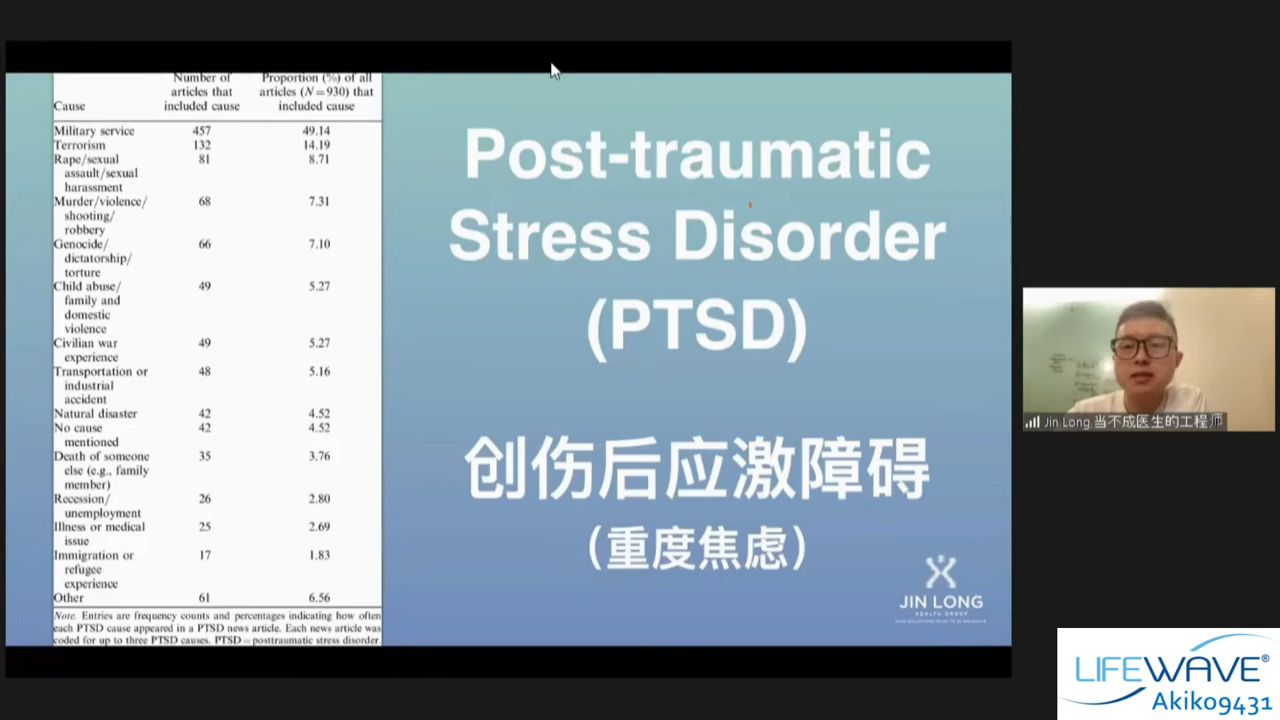 Number of Proportion (%) of all
articles that articles (N=930) that
Cause included cause included cause
Military service 457 49.14
Terrorism 132 14.19
Rape/sexual 81 8.71
assault/sexual
harassment
Murder/violence/ 68 7.31
shooting/
robbery
Genocide/ 66 7.10
dictatorship/
torture
Child abuse/ 49 5.27
family and
domestic
violence
Civilian war 49 5.27
experience
Transportation or 48 5.16
industrial
accident
Natural disaster 42 4.52
No cause 42 4.52
mentioned
Death of someone 35 3.76
else (e.g., family
member)
Recession/ 26 2.80
unemployment
Illness or medical 25 2.69
issue
Immigration or 17 1.83
refugee
experience
Other 61 6.56
Note. Entries are frequency counts and percentages indicating how often
each PTSD cause appeared in a PTSD news article. Each news article was
coded for up to three PTSD causes. PTSD=posttraumatic stress disorder.
Post-traumatic
Stress Disorder
(PTSD)
创伤后应激障碍
(重度焦虑)
JIN LONG
HEALTH GROUP
Jin Long 当不成医生的工程师
LIFEWAVE®
Akiko9431